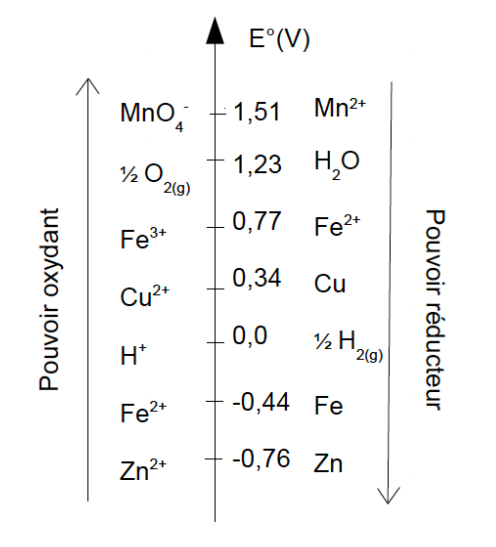 E°(V)
MnO₄⁻ 1,51 Mn²⁺
½ O₂(g) 1,23 H₂O
Fe³⁺ 0,77 Fe²⁺
Cu²⁺ 0,34 Cu
H⁺ 0,0 ½ H₂(g)
Fe²⁺ -0,44 Fe
Zn²⁺ -0,76 Zn
Pouvoir oxydant
Pouvoir réducteur